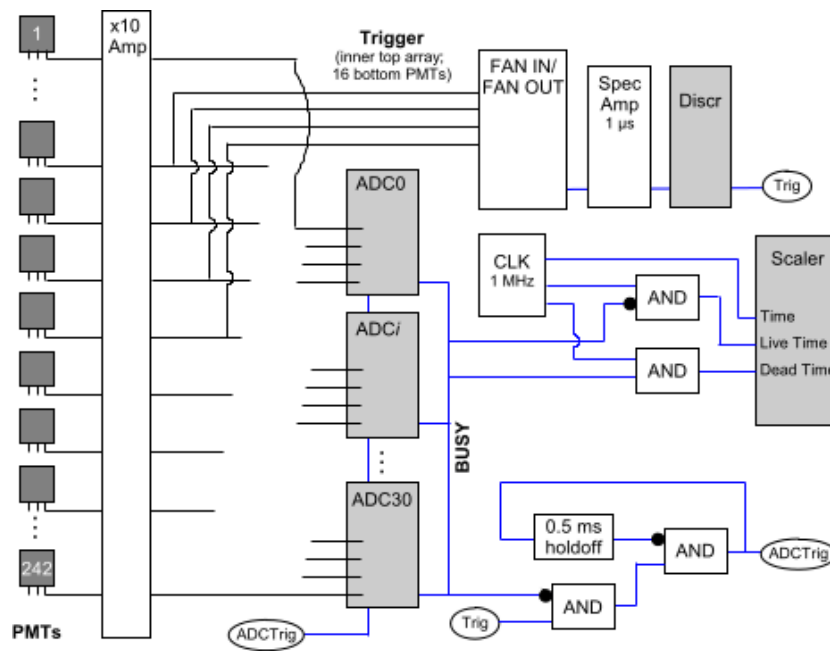 1
x10
Amp
Trigger
(inner top array;
16 bottom PMTs)
FAN IN/
FAN OUT
Spec
Amp
1 µs
Discr
Trig
ADC0
CLK
1 MHz
AND
Scaler
Time
Live Time
Dead Time
AND
ADCi
BUSY
ADC30
0.5 ms
holdoff
AND
ADCTrig
242
AND
Trig
ADCTrig
PMTs